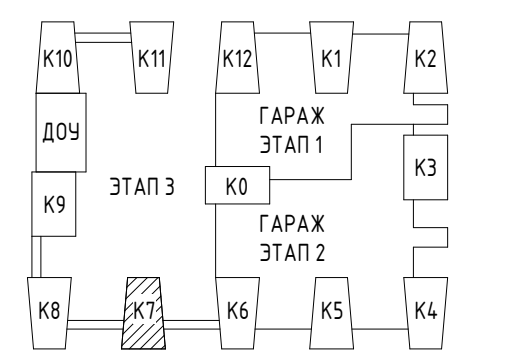 К10
К11
К12
К1
К2
ГАРАЖ
ЭТАП 1
ДОУ
К3
ЭТАП 3
К0
К9
ГАРАЖ
ЭТАП 2
К8
К7
К6
К5
К4